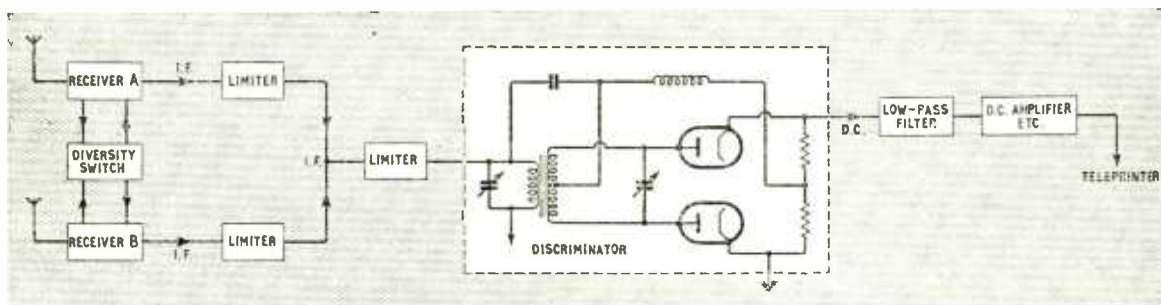 RECEIVER A
I.F.
LIMITER
DIVERSITY
SWITCH
RECEIVER B
I.F.
LIMITER
I.F.
LIMITER
DISCRIMINATOR
D.C.
LOW-PASS
FILTER
D.C. AMPLIFIER
ETC
TELEPRINTER